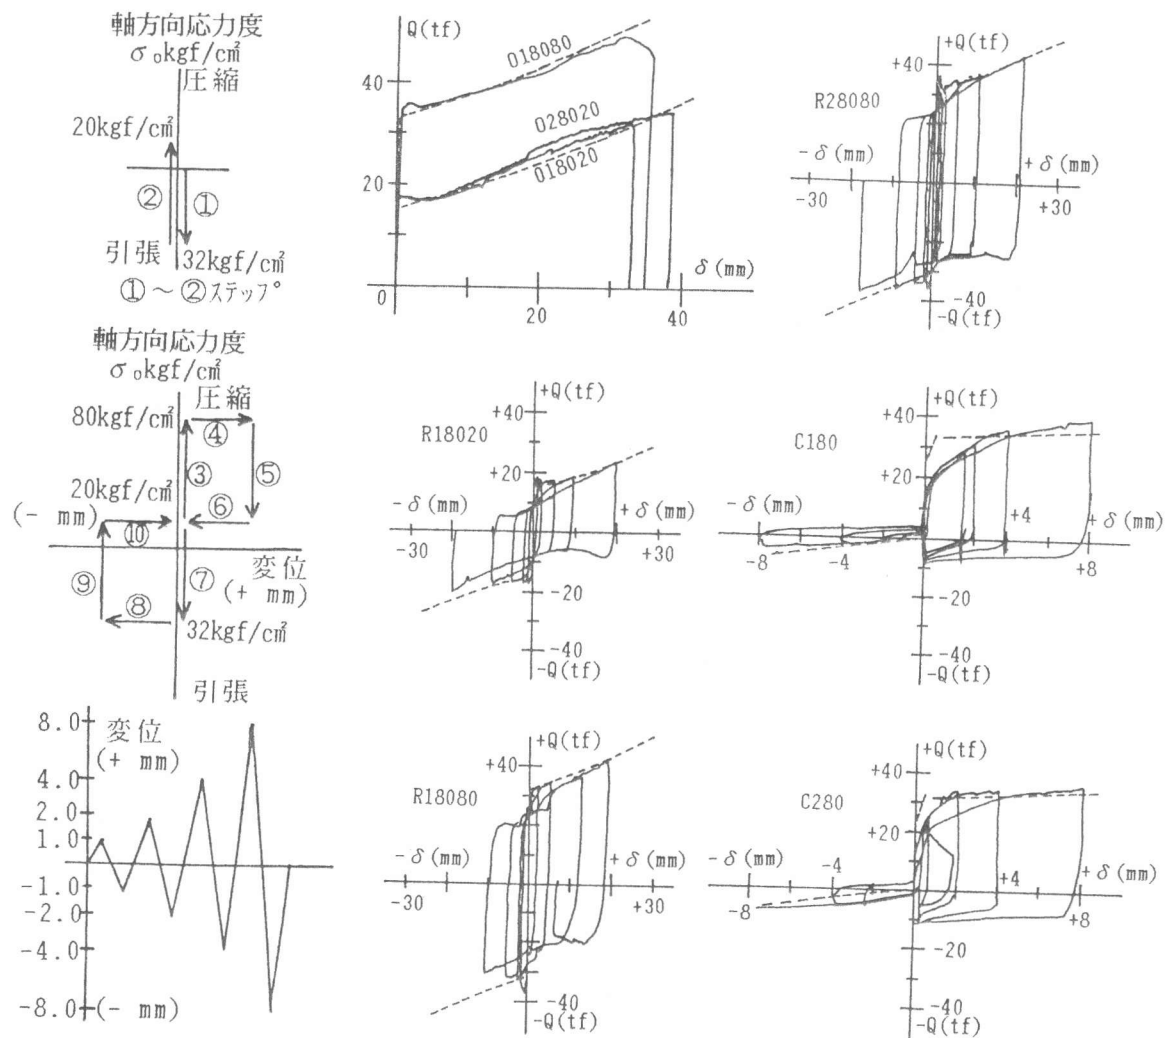 軸方向応力度
σ₀kgf/c㎡
圧縮
20kgf/c㎡
②
①
引張
32kgf/c㎡
①～②ステップ
Q(tf)
40
20
0
20
40
δ(mm)
O18080
O28020
O18020
+Q(tf)
+40
R28080
-δ(mm)
+δ(mm)
-30
+30
-40
-Q(tf)
軸方向応力度
σ₀kgf/c㎡
圧縮
80kgf/c㎡
④
③
⑤
20kgf/c㎡
⑥
(- mm)
⑩
変位
(+ mm)
⑨
⑦
⑧
32kgf/c㎡
引張
+Q(tf)
+40
R18020
+20
-δ(mm)
+δ(mm)
-30
+30
-20
-40
-Q(tf)
+Q(tf)
+40
C180
+20
-δ(mm)
+4
+δ(mm)
-8
-4
+8
-20
-40
-Q(tf)
8.0
変位
(+ mm)
4.0
2.0
1.0
-1.0
-2.0
-4.0
-8.0
(- mm)
+Q(tf)
+40
R18080
-δ(mm)
+δ(mm)
-30
+30
-40
-Q(tf)
+Q(tf)
+40
C280
+20
-δ(mm)
-4
+4
+δ(mm)
-8
+8
-20
-40
-Q(tf)